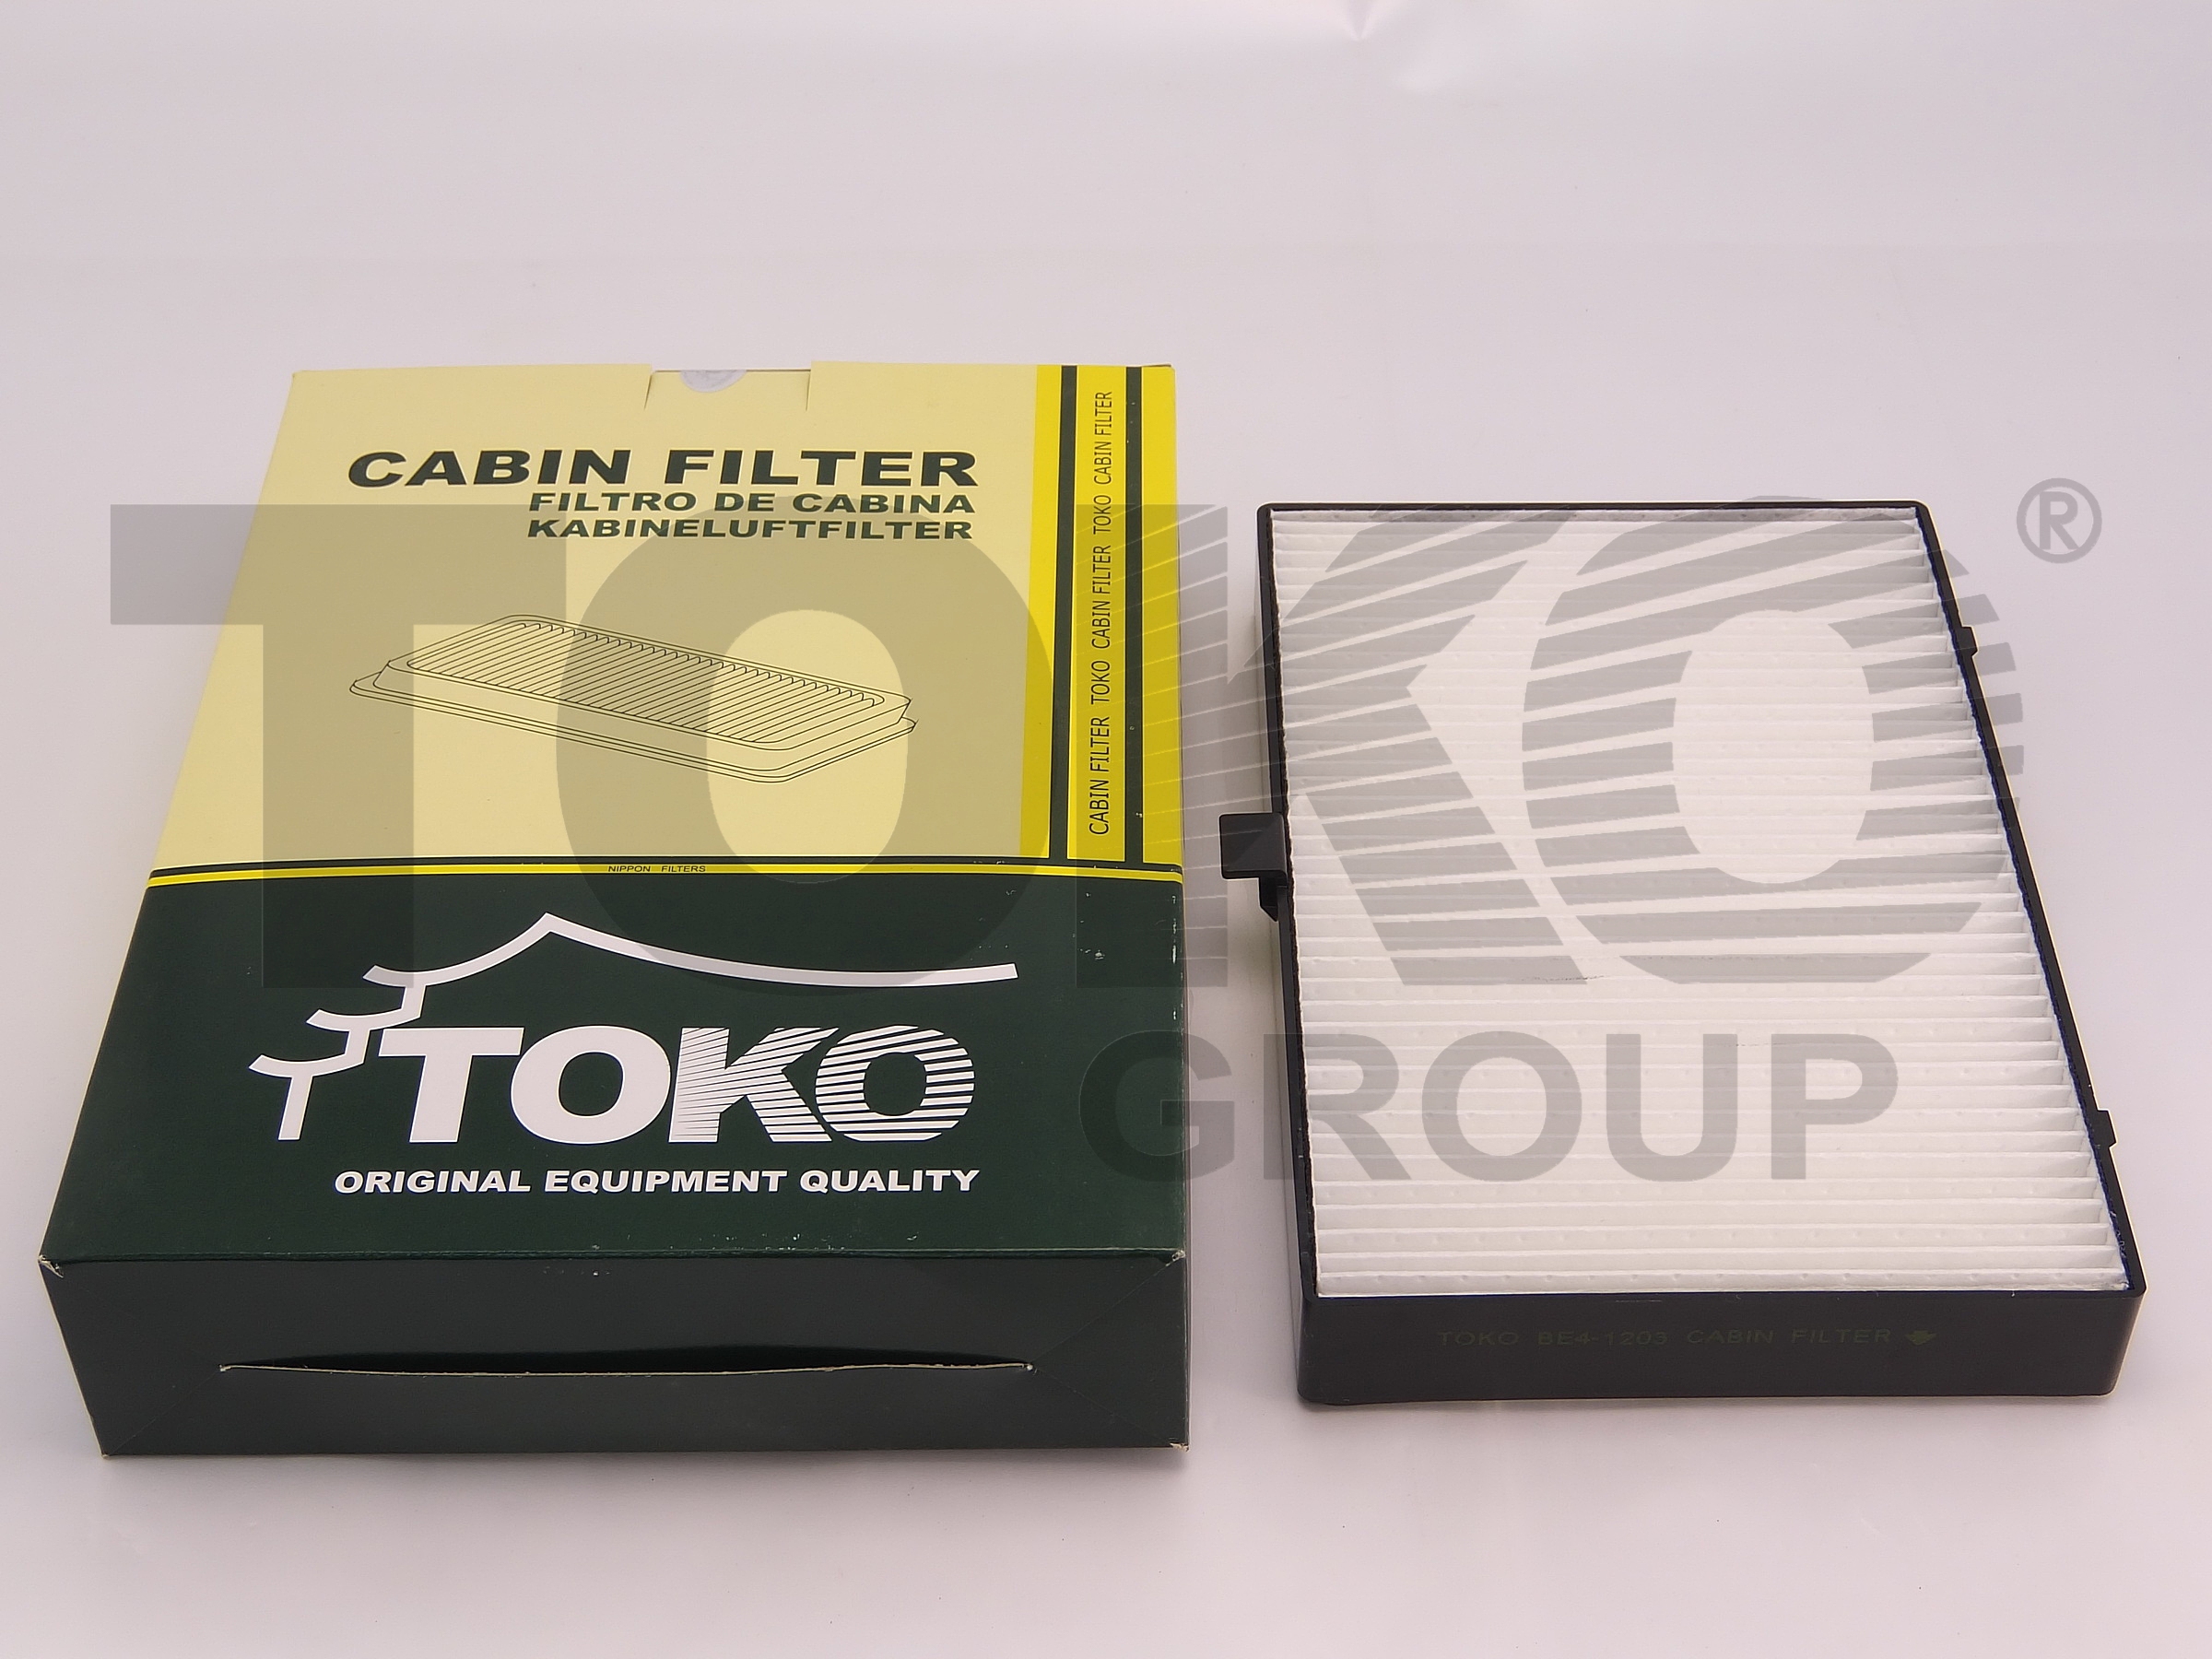 CABIN FILTER
FILTRO DE CABINA
KABINELUFTFILTER
CABIN FILTER TOKO CABIN FILTER TOKO CABIN FILTER
NIPPON FILTERS
TOKO
ORIGINAL EQUIPMENT QUALITY
TOKO BE4-1203 CABIN FILTER
TOKO ®
GROUP